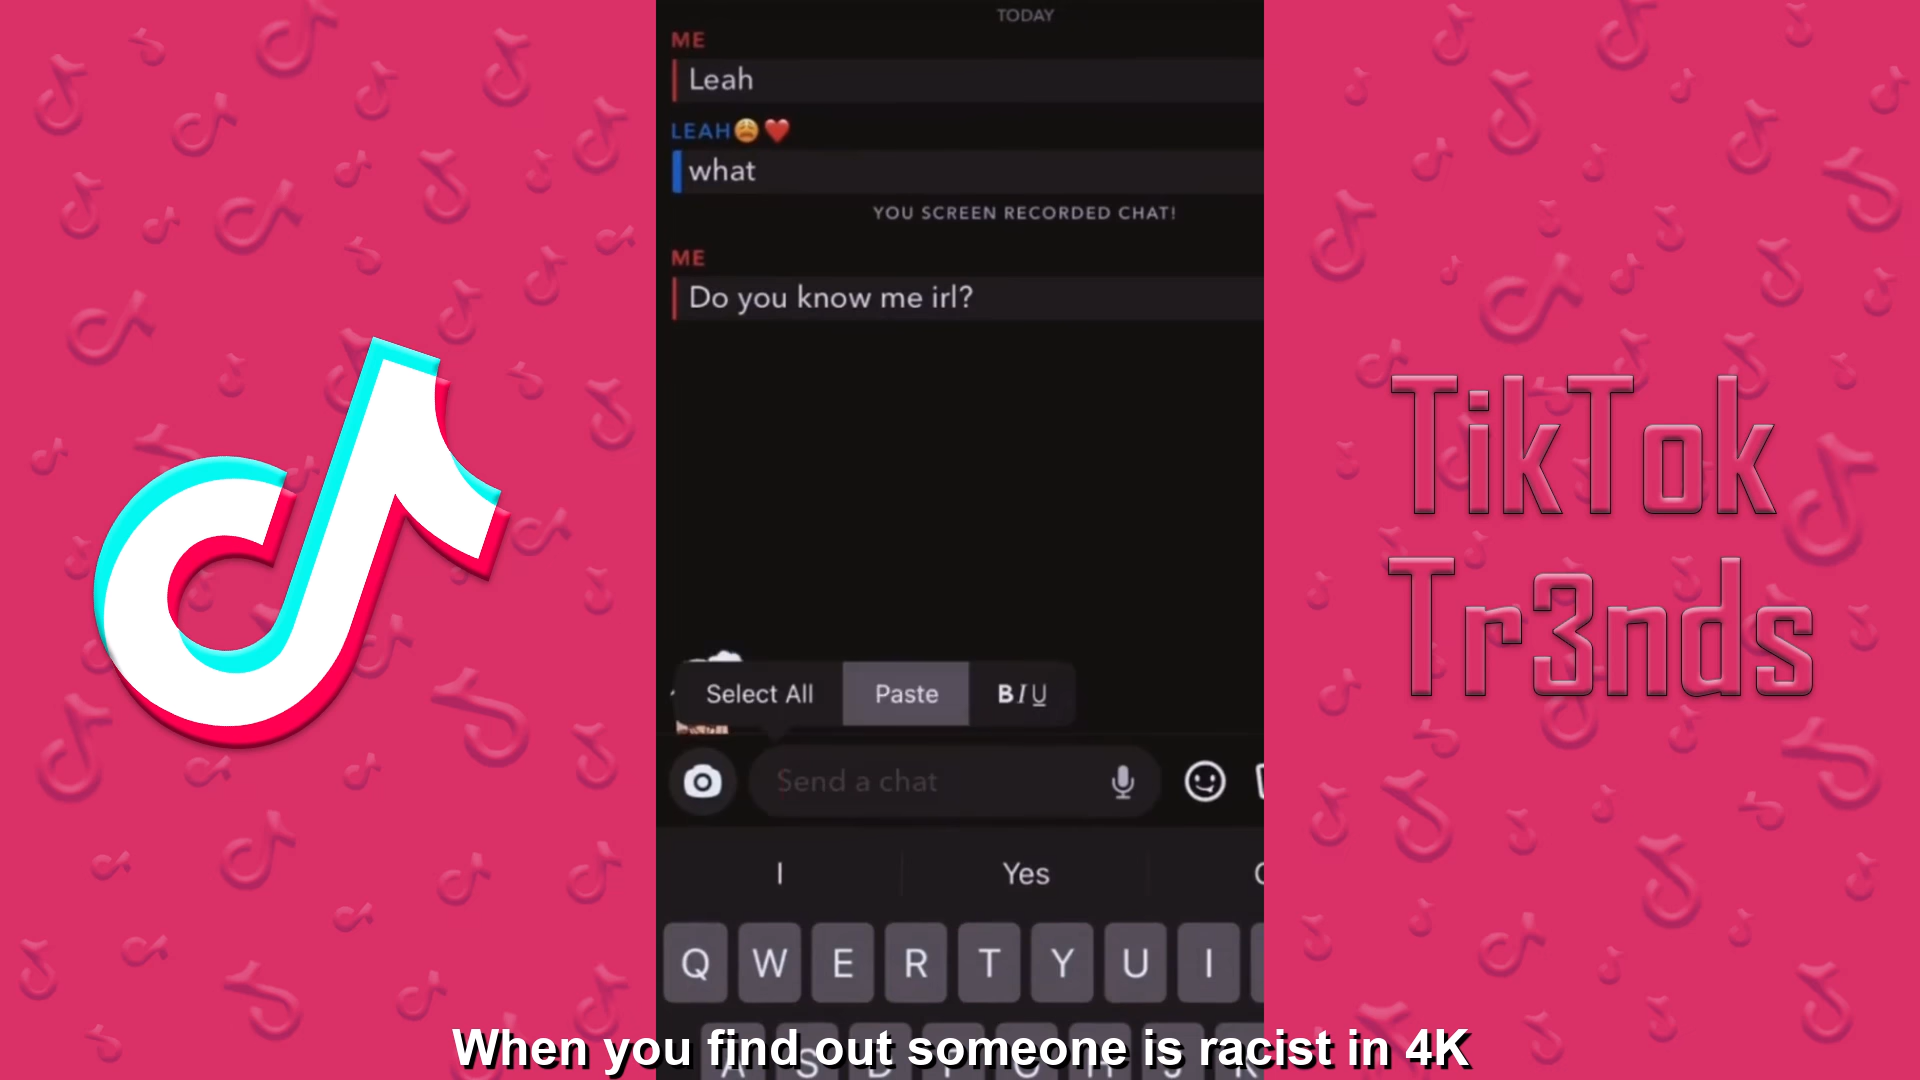 TODAY
ME
Leah
LEAH😩❤️
what
YOU SCREEN RECORDED CHAT!
ME
Do you know me irl?
TikTok
Tr3nds
Select All Paste BIU
Send a chat
I Yes
Q W E R T Y U I
When you find out someone is racist in 4K